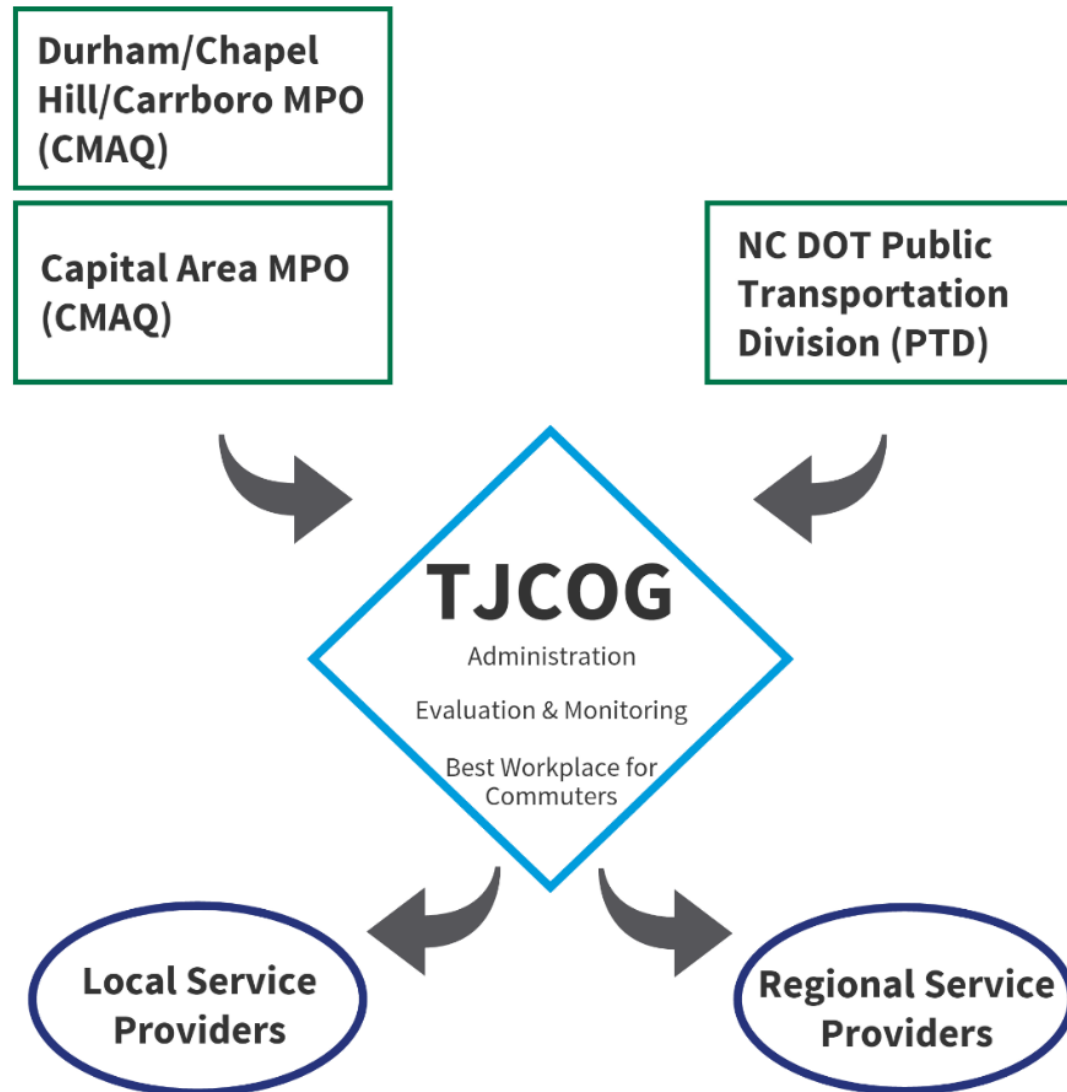 Durham/Chapel
Hill/Carrboro MPO
(CMAQ)
Capital Area MPO
(CMAQ)
NC DOT Public
Transportation
Division (PTD)
TJCOG
Administration
Evaluation & Monitoring
Best Workplace for
Commuters
Local Service
Providers
Regional Service
Providers